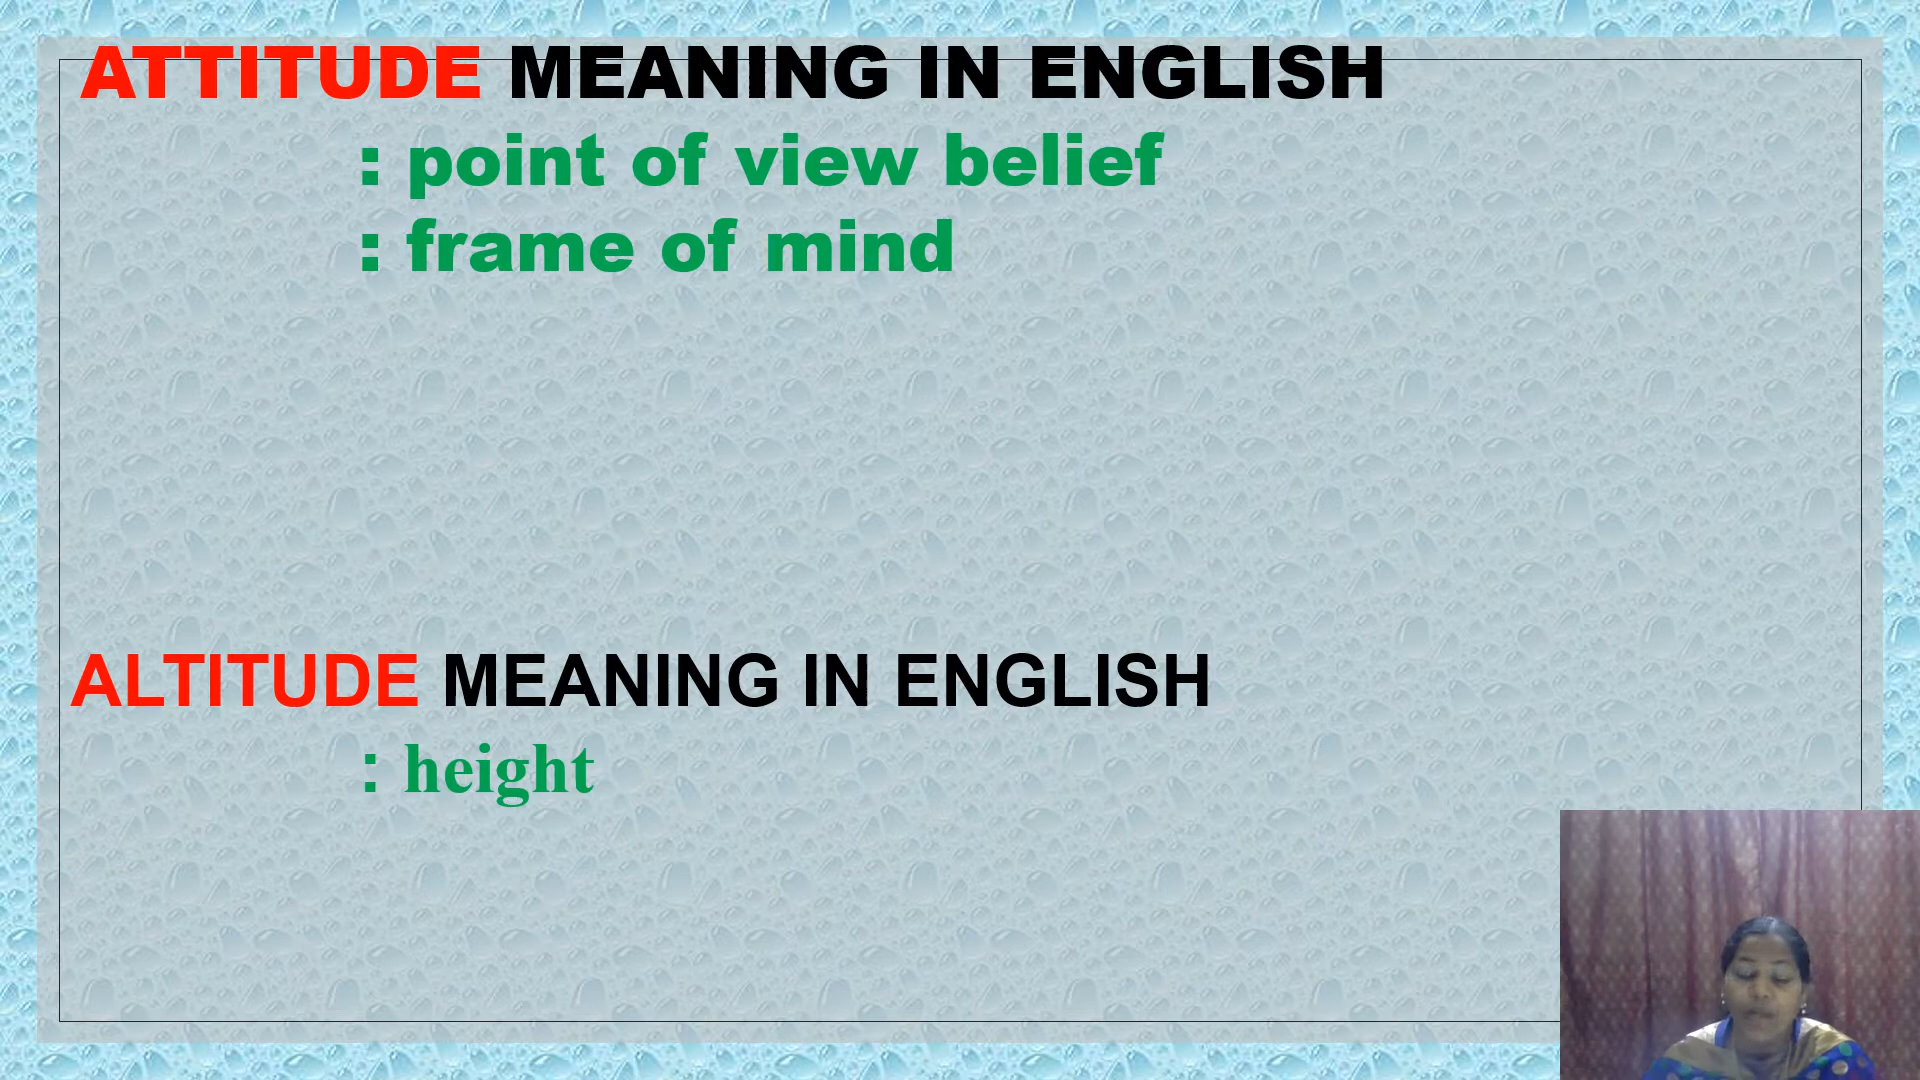 ATTITUDE MEANING IN ENGLISH
: point of view belief
: frame of mind
ALTITUDE MEANING IN ENGLISH
: height